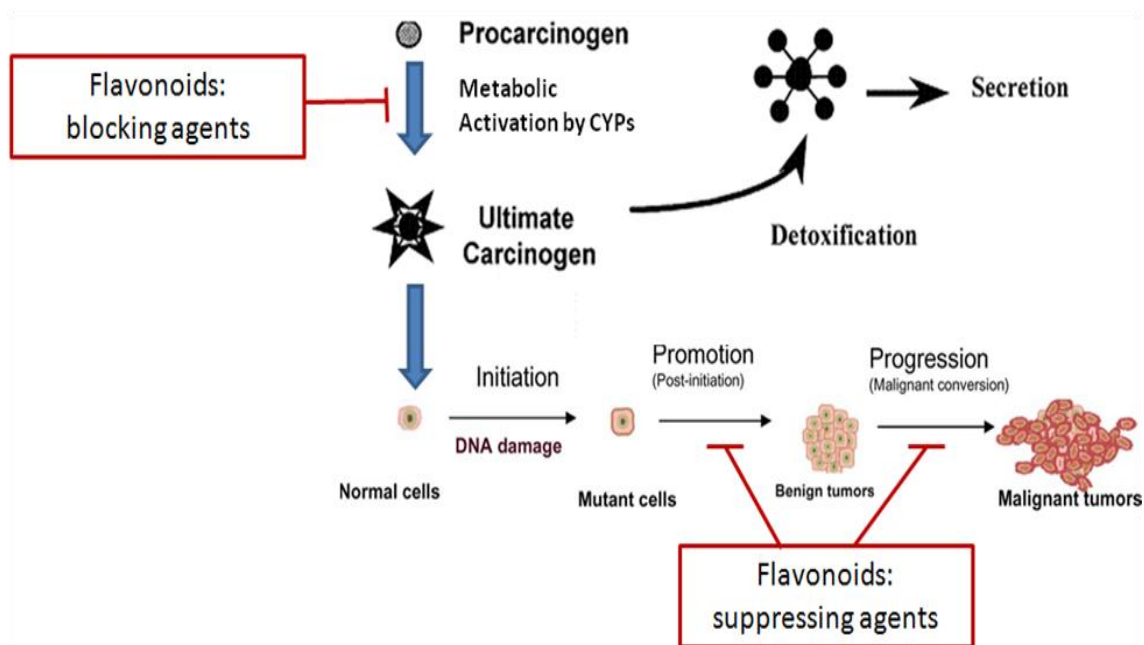 Procarcinogen
Flavonoids:
blocking agents
Metabolic
Activation by CYPs
Secretion
Ultimate
Carcinogen
Detoxification
Initiation
DNA damage
Promotion
(Post-initiation)
Progression
(Malignant conversion)
Normal cells
Mutant cells
Benign tumors
Malignant tumors
Flavonoids:
suppressing agents